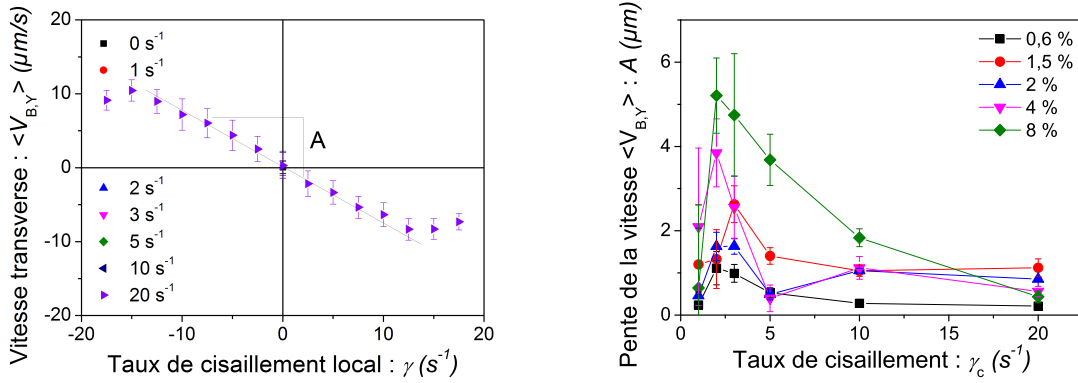 Vitesse transverse : <V_B,Y> (µm/s)
20
10
0
-10
-20
0 s⁻¹
1 s⁻¹
A
2 s⁻¹
3 s⁻¹
5 s⁻¹
10 s⁻¹
20 s⁻¹
-20 -10 0 10 20
Taux de cisaillement local : γ (s⁻¹)
Pente de la vitesse <V_B,Y> : A (µm)
6
4
2
0
0,6 %
1,5 %
2 %
4 %
8 %
0 5 10 15 20
Taux de cisaillement : γ_c (s⁻¹)